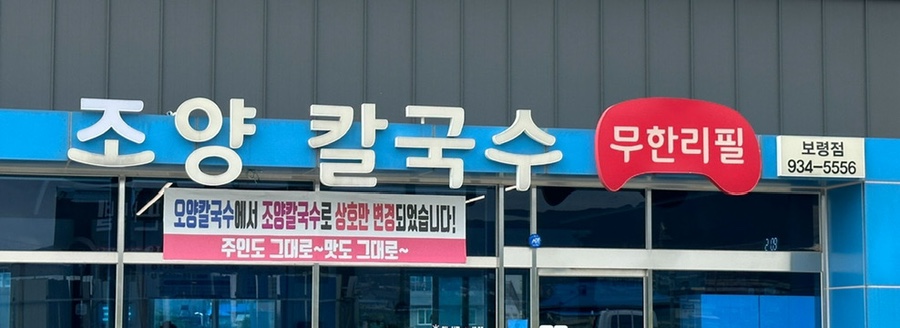 조양 칼국수
무한리필
보령점
934-5556
오양칼국수에서 조양칼국수로 상호만 변경되었습니다!
주인도 그대로~맛도 그대로~